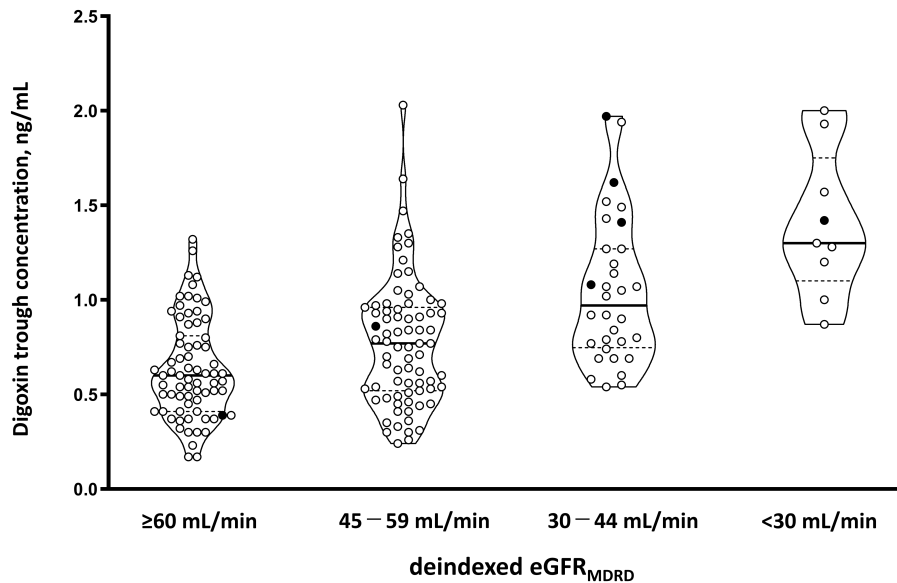 Digoxin trough concentration, ng/mL
2.5
2.0
1.5
1.0
0.5
0.0
≥60 mL/min
45－59 mL/min
30－44 mL/min
<30 mL/min
deindexed eGFRMDRD